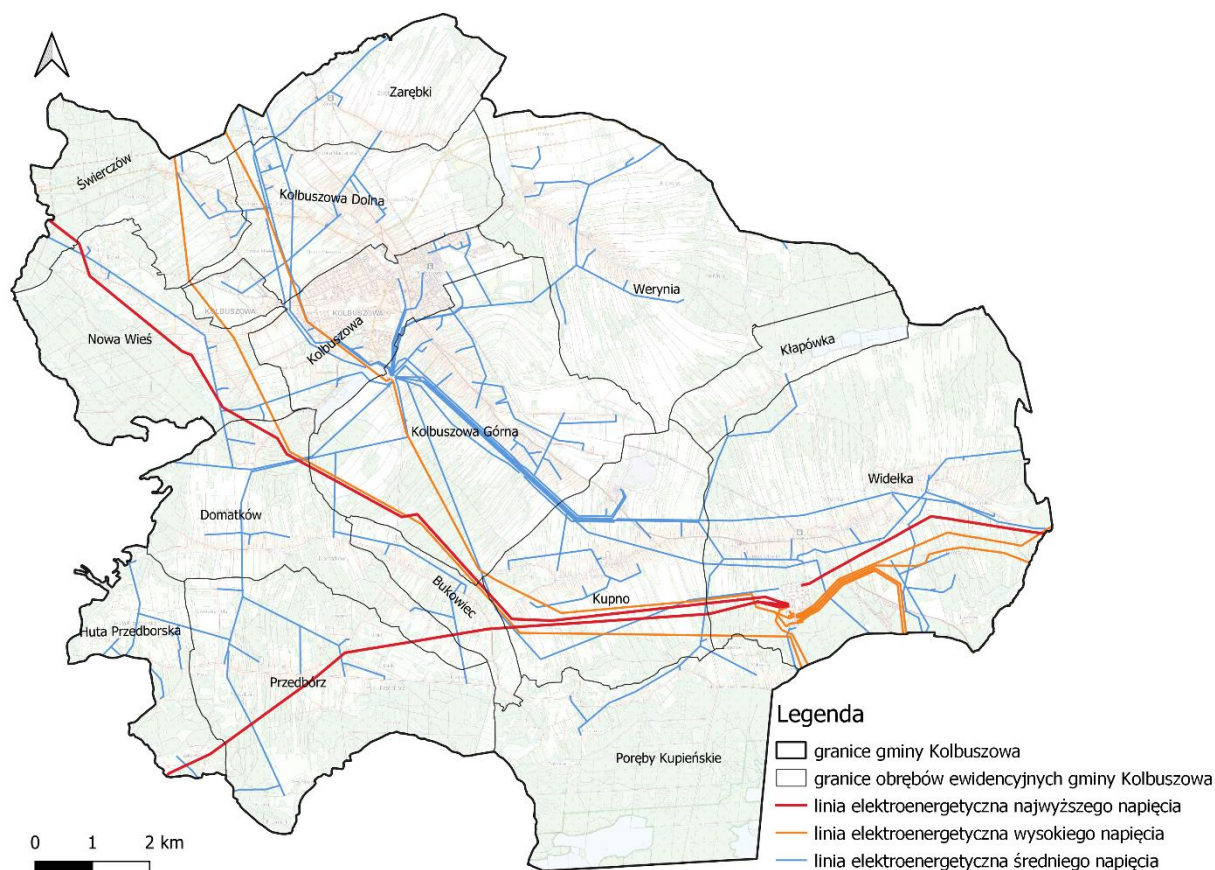 Zarębki
Świerczów
Kolbuszowa Dolna
Werynia
KOLBUSZOWA
KOLBUSZOWA
Nowa Wieś
Kolbuszowa
Kłapówka
Kolbuszowa Górna
Widełka
Domatków
Bukowiec
Kupno
Huta Przedborska
Przedbórz
Poręby Kupieńskie
Legenda
granice gminy Kolbuszowa
granice obrębów ewidencyjnych gminy Kolbuszowa
linia elektroenergetyczna najwyższego napięcia
linia elektroenergetyczna wysokiego napięcia
linia elektroenergetyczna średniego napięcia
0 1 2 km